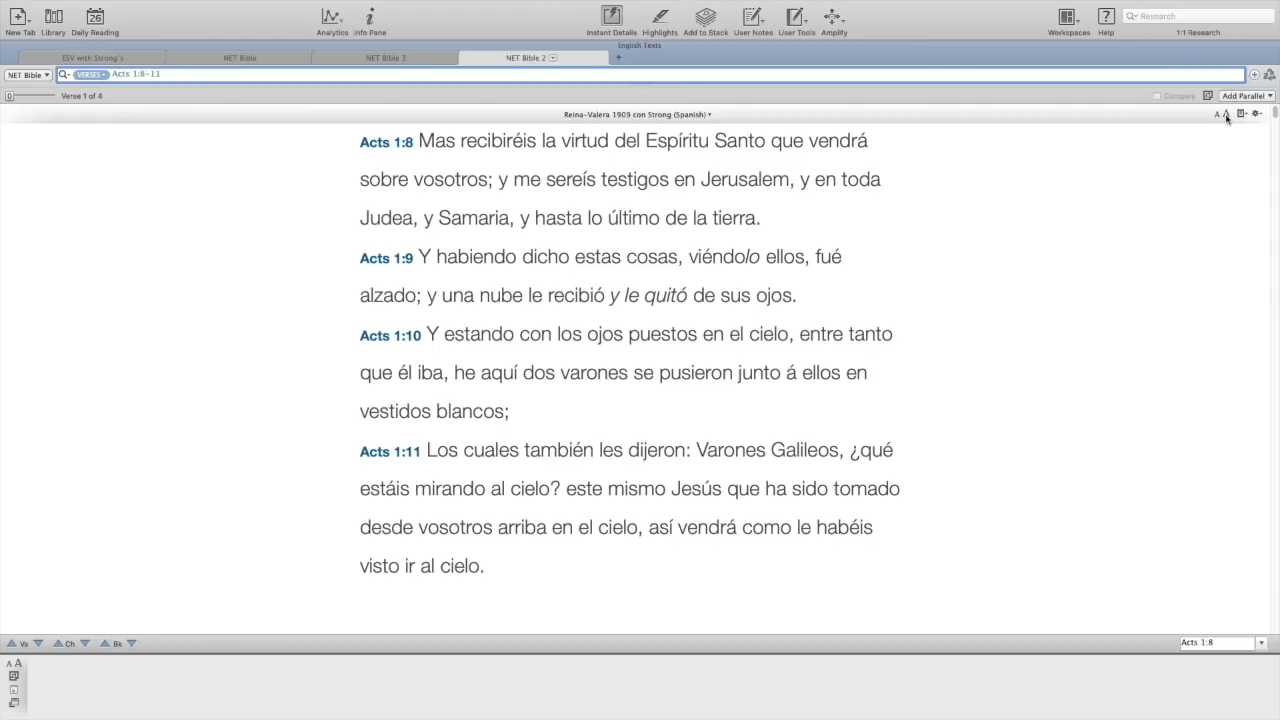 New Tab Library 26 Daily Reading Analytics Info Pane Instant Details Highlights Add to Stack User Notes User Tools Amplify Workspaces ? Help Research 1:1 Research
English Texts
ESV with Strong's NET Bible NET Bible 3 NET Bible 2 +
NET Bible VERSES Acts 1:8-11
Verse 1 of 4 Compare Add Parallel
Reina-Valera 1909 con Strong (Spanish) A A
Acts 1:8 Mas recibiréis la virtud del Espíritu Santo que vendrá
sobre vosotros; y me sereís testigos en Jerusalem, y en toda
Judea, y Samaria, y hasta lo último de la tierra.
Acts 1:9 Y habiendo dicho estas cosas, viéndolo ellos, fué
alzado; y una nube le recibió y le quitó de sus ojos.
Acts 1:10 Y estando con los ojos puestos en el cielo, entre tanto
que él iba, he aquí dos varones se pusieron junto á ellos en
vestidos blancos;
Acts 1:11 Los cuales también les dijeron: Varones Galileos, ¿qué
estáis mirando al cielo? este mismo Jesús que ha sido tomado
desde vosotros arriba en el cielo, así vendrá como le habéis
visto ir al cielo.
Vs Ch Bk Acts 1:8
A A